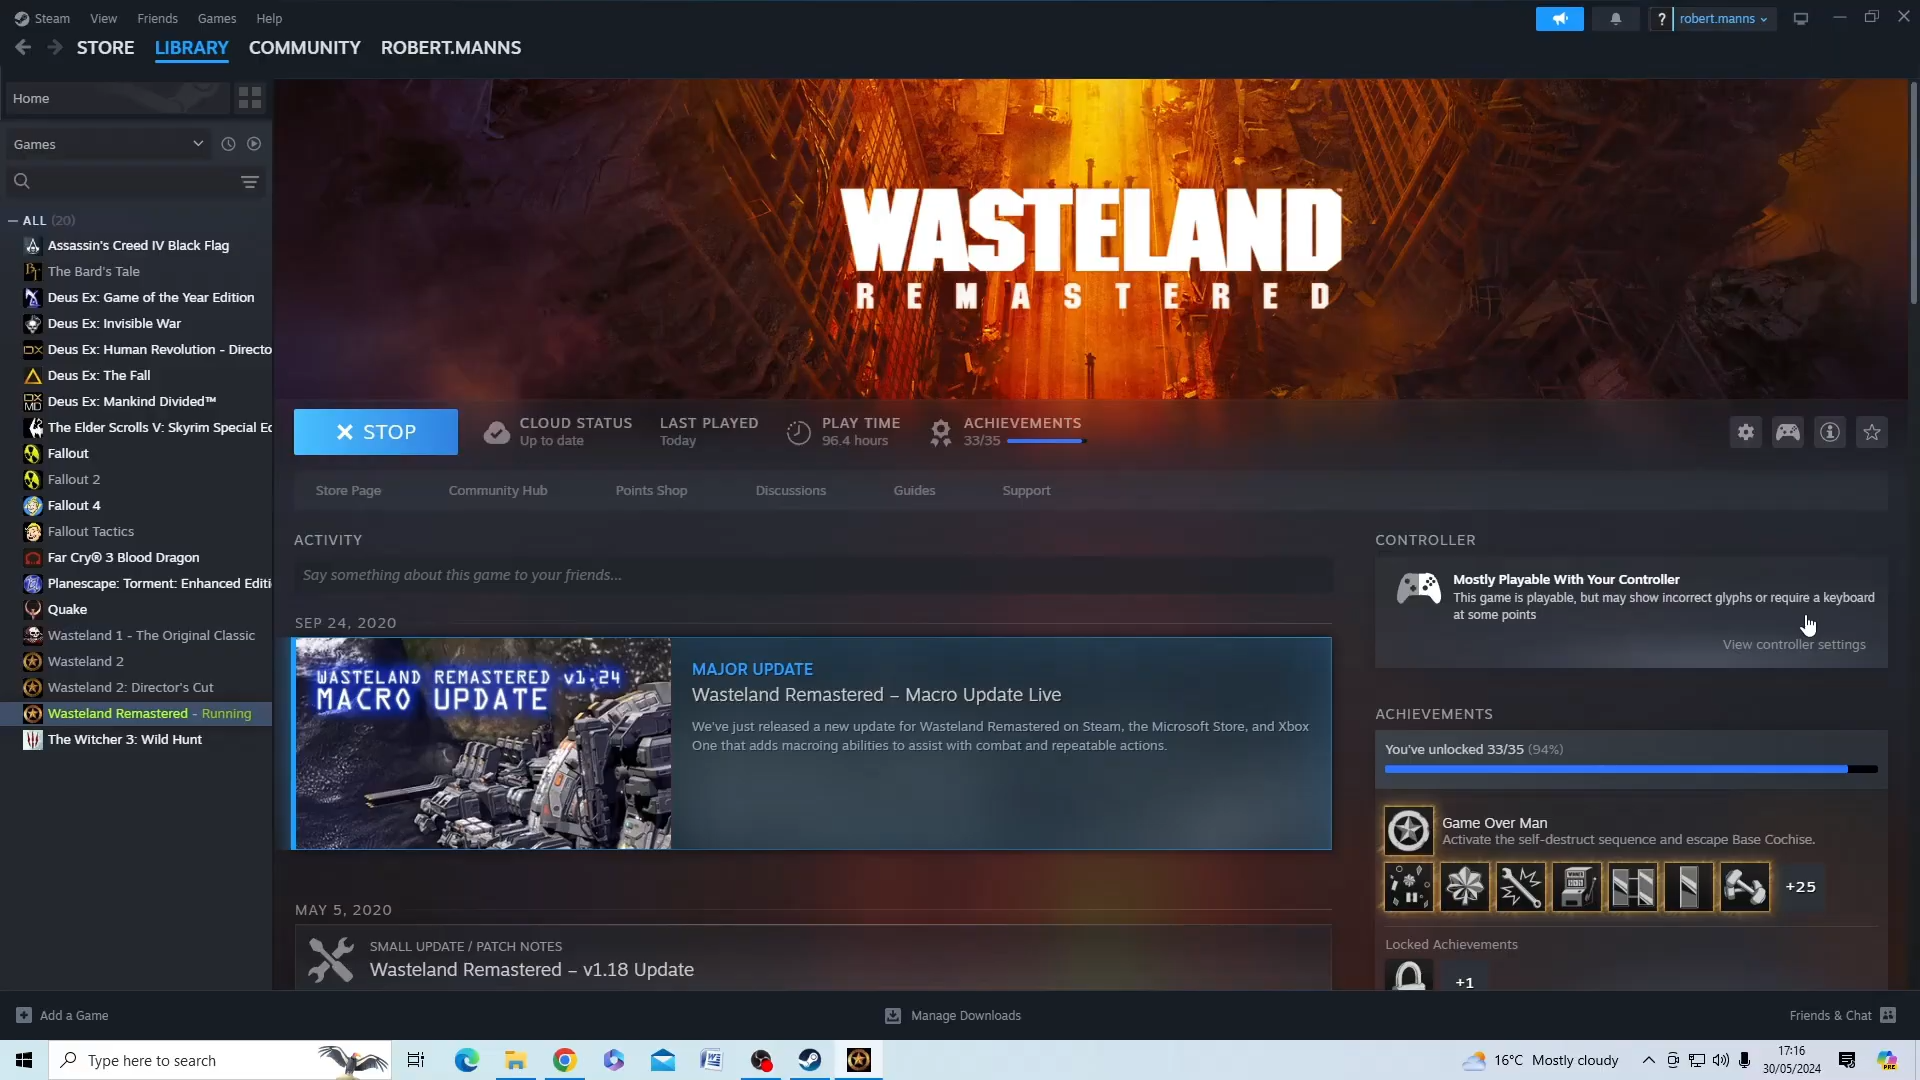 Steam View Friends Games Help
robert.manns
STORE LIBRARY COMMUNITY ROBERT.MANNS
Home
Games
ALL (20)
Assassin's Creed IV Black Flag
The Bard's Tale
Deus Ex: Game of the Year Edition
Deus Ex: Invisible War
Deus Ex: Human Revolution - Directo
Deus Ex: The Fall
Deus Ex: Mankind Divided™
The Elder Scrolls V: Skyrim Special Ed
Fallout
Fallout 2
Fallout 4
Fallout Tactics
Far Cry® 3 Blood Dragon
Planescape: Torment: Enhanced Editi
Quake
Wasteland 1 - The Original Classic
Wasteland 2
Wasteland 2: Director's Cut
Wasteland Remastered - Running
The Witcher 3: Wild Hunt
WASTELAND
REMASTERED
STOP
CLOUD STATUS
Up to date
LAST PLAYED
Today
PLAY TIME
96.4 hours
ACHIEVEMENTS
33/35
Store Page Community Hub Points Shop Discussions Guides Support
ACTIVITY
Say something about this game to your friends...
SEP 24, 2020
WASTELAND REMASTERED v1.24
MACRO UPDATE
MAJOR UPDATE
Wasteland Remastered – Macro Update Live
We've just released a new update for Wasteland Remastered on Steam, the Microsoft Store, and Xbox
One that adds macroing abilities to assist with combat and repeatable actions.
MAY 5, 2020
SMALL UPDATE / PATCH NOTES
Wasteland Remastered – v1.18 Update
CONTROLLER
Mostly Playable With Your Controller
This game is playable, but may show incorrect glyphs or require a keyboard
at some points
View controller settings
ACHIEVEMENTS
You've unlocked 33/35 (94%)
Game Over Man
Activate the self-destruct sequence and escape Base Cochise.
+25
Locked Achievements
+1
Add a Game
Manage Downloads
Friends & Chat
Type here to search
16°C Mostly cloudy
17:16
30/05/2024